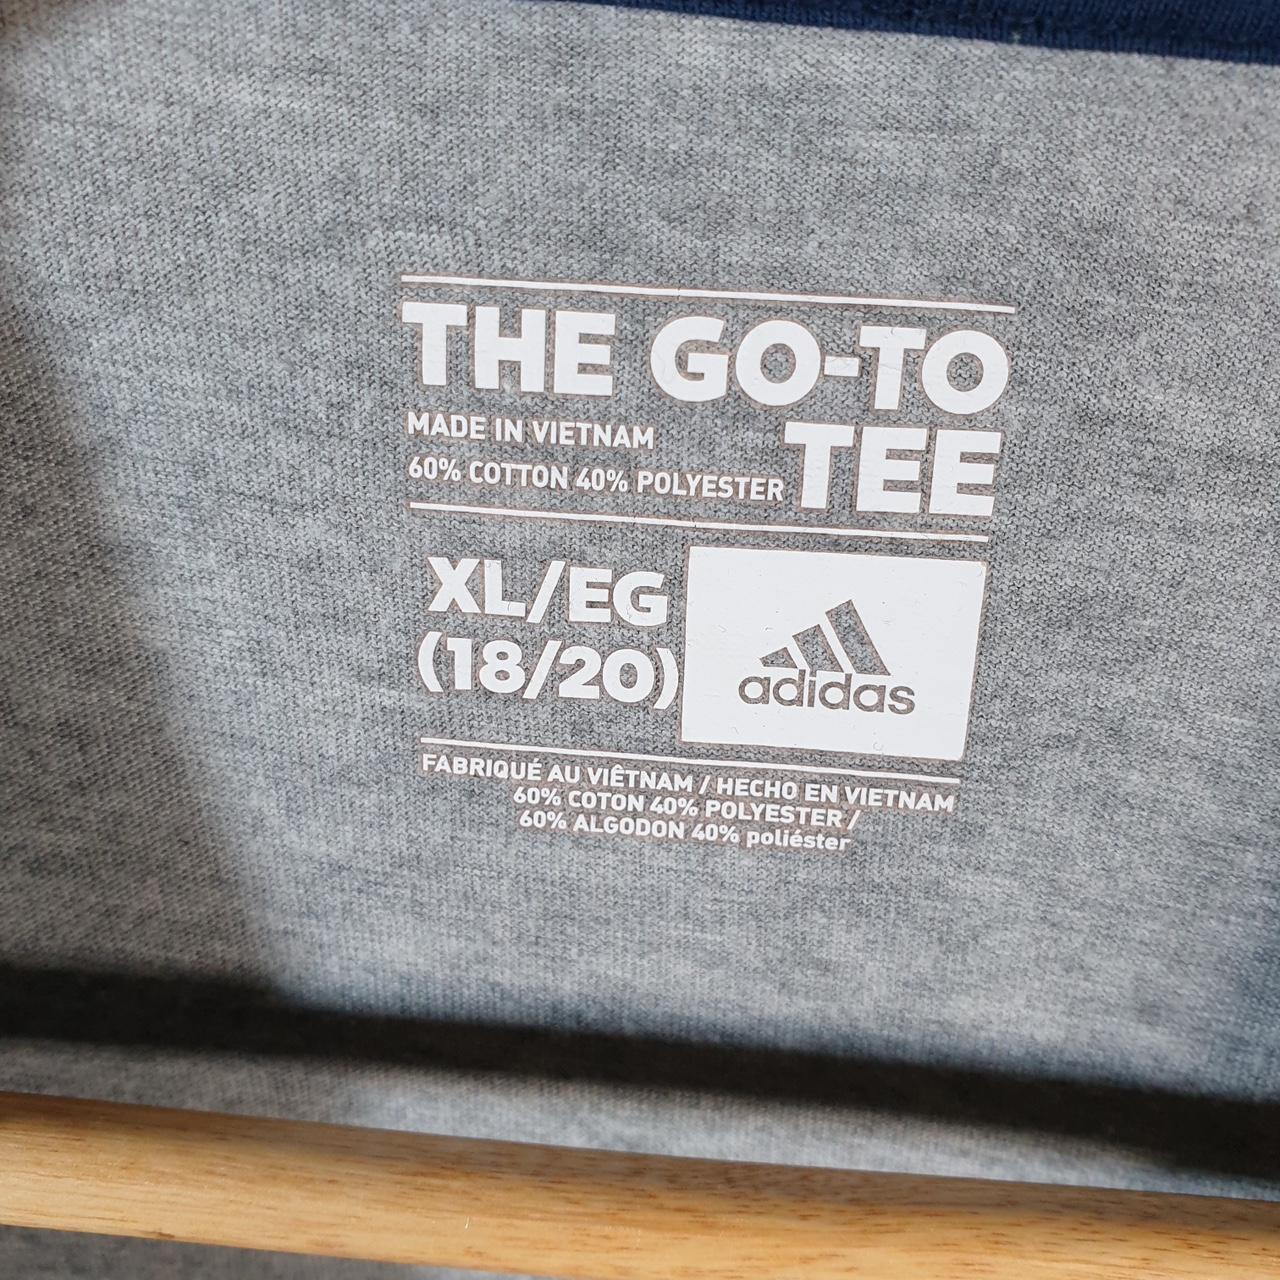 THE GO-TO
TEE
MADE IN VIETNAM
60% COTTON 40% POLYESTER
XL/EG
(18/20)
adidas
FABRIQUÉ AU VIÊTNAM / HECHO EN VIETNAM
60% COTON 40% POLYESTER /
60% ALGODON 40% poliéster